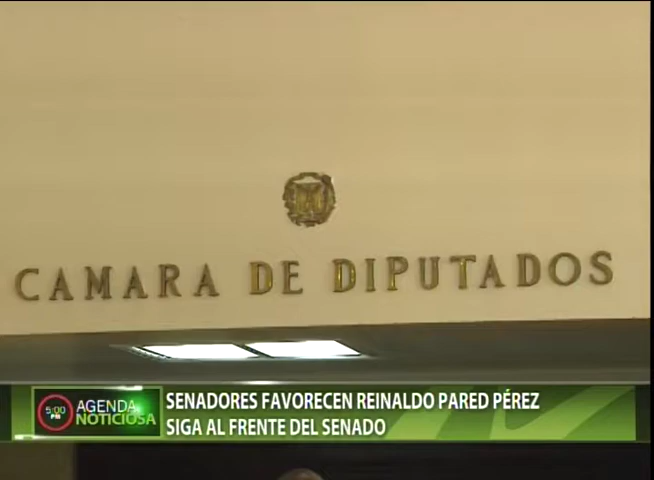 CAMARA DE DIPUTADOS
5:00
PM
AGENDA
NOTICIOSA
SENADORES FAVORECEN REINALDO PARED PÉREZ
SIGA AL FRENTE DEL SENADO